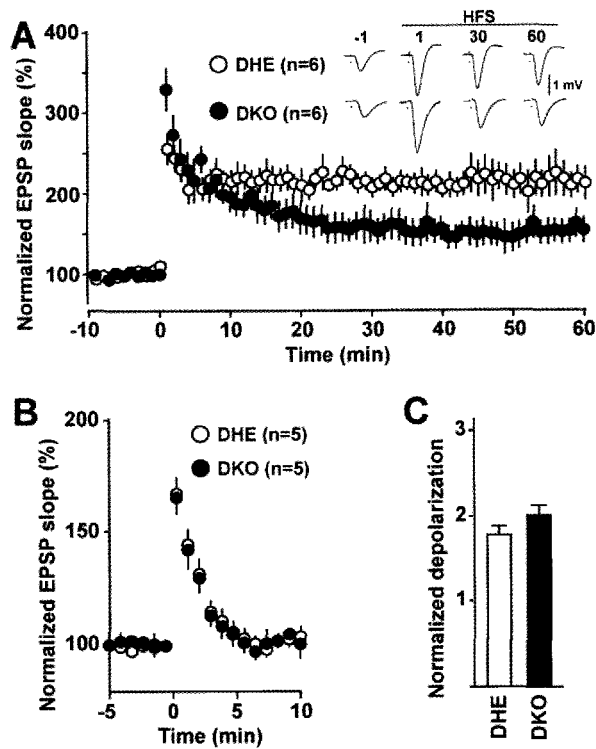 A
HFS
-1 1 30 60
1 mV
DHE (n=6)
DKO (n=6)
Normalized EPSP slope (%)
400
300
200
100
-10 0 10 20 30 40 50 60
Time (min)
B
DHE (n=5)
DKO (n=5)
Normalized EPSP slope (%)
200
150
100
-5 0 5 10
Time (min)
C
Normalized depolarization
3
2
1
DHE
DKO